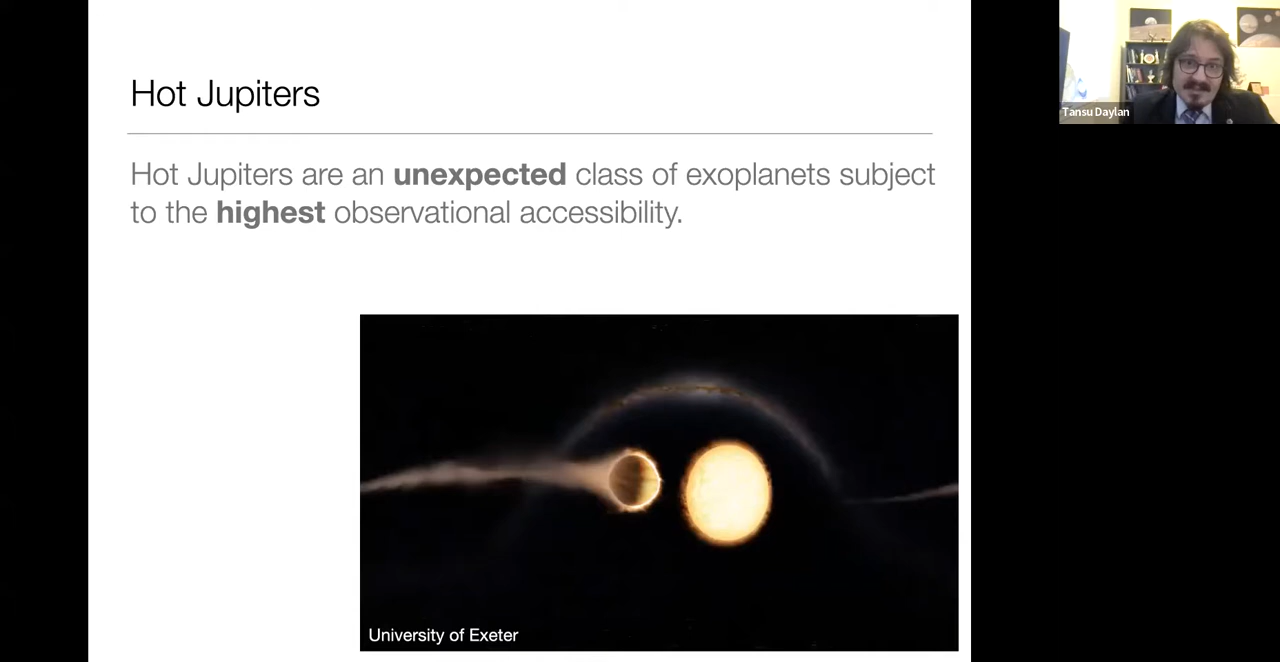 Hot Jupiters
Hot Jupiters are an unexpected class of exoplanets subject
to the highest observational accessibility.
University of Exeter
Tansu Daylan